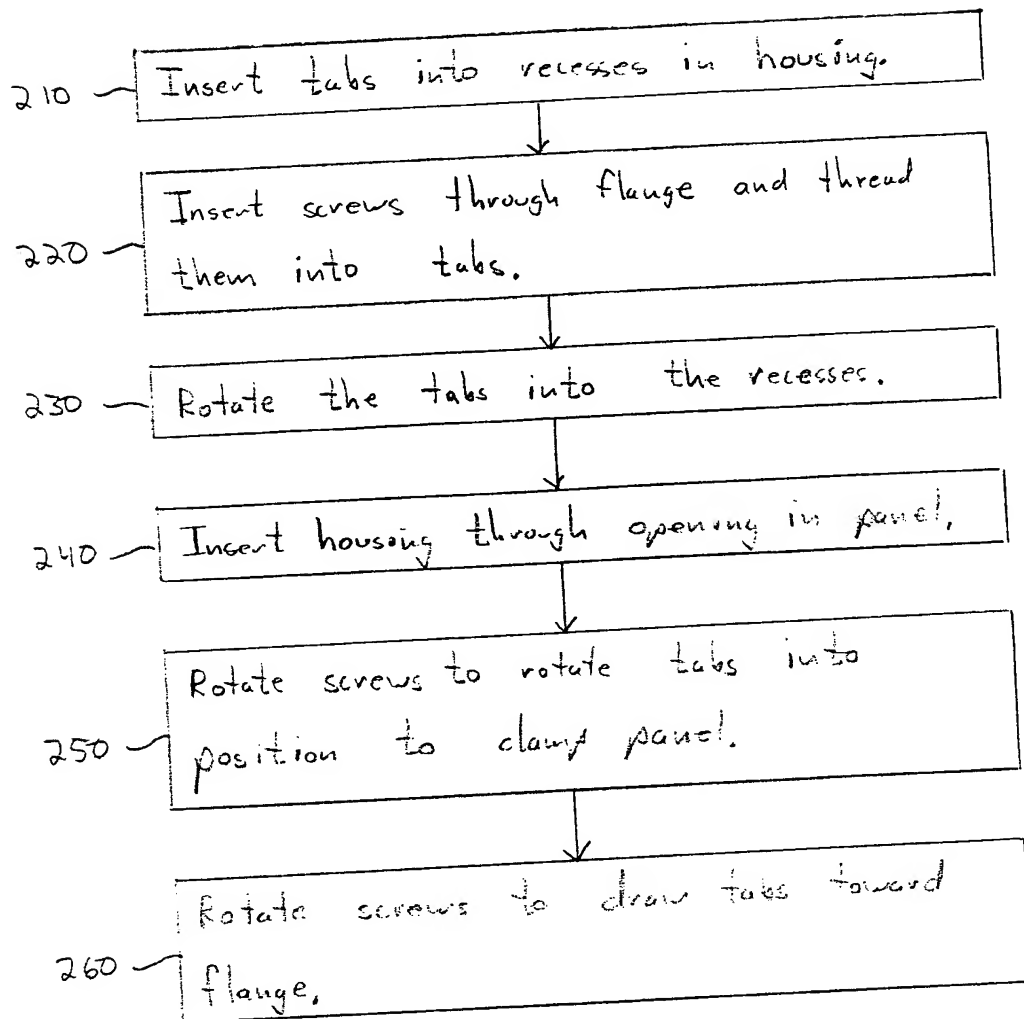 210 Insert tabs into recesses in housing.
220 Insert screws through flange and thread
them into tabs.
230 Rotate the tabs into the recesses.
240 Insert housing through opening in panel.
250 Rotate screws to rotate tabs into
position to clamp panel.
260 Rotate screws to draw tabs toward
flange.